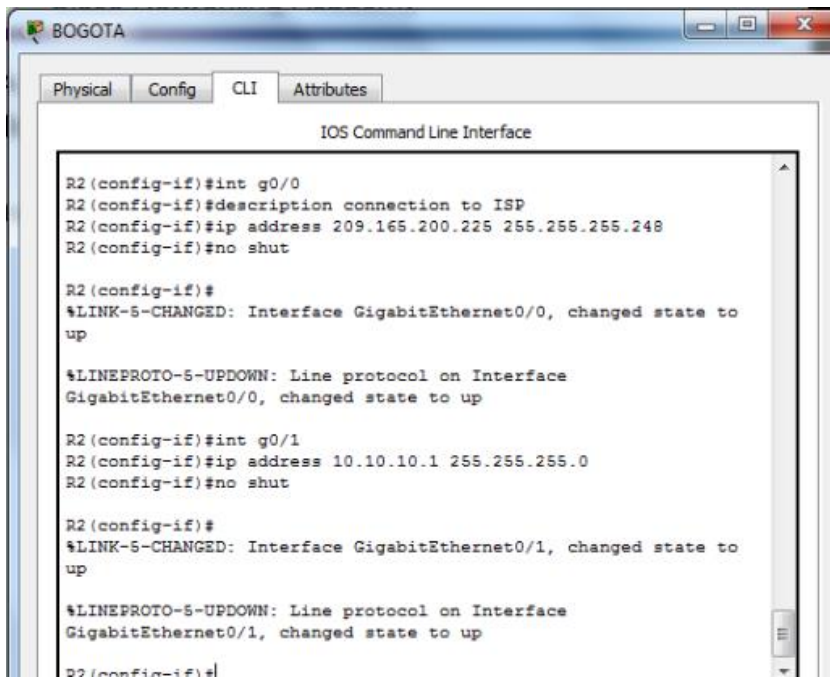 BOGOTA
Physical Config CLI Attributes
IOS Command Line Interface
R2(config-if)#int g0/0
R2(config-if)#description connection to ISP
R2(config-if)#ip address 209.165.200.225 255.255.255.248
R2(config-if)#no shut
R2(config-if)#
%LINK-5-CHANGED: Interface GigabitEthernet0/0, changed state to
up
%LINEPROTO-5-UPDOWN: Line protocol on Interface
GigabitEthernet0/0, changed state to up
R2(config-if)#int g0/1
R2(config-if)#ip address 10.10.10.1 255.255.255.0
R2(config-if)#no shut
R2(config-if)#
%LINK-5-CHANGED: Interface GigabitEthernet0/1, changed state to
up
%LINEPROTO-5-UPDOWN: Line protocol on Interface
GigabitEthernet0/1, changed state to up
R2(config-if)#